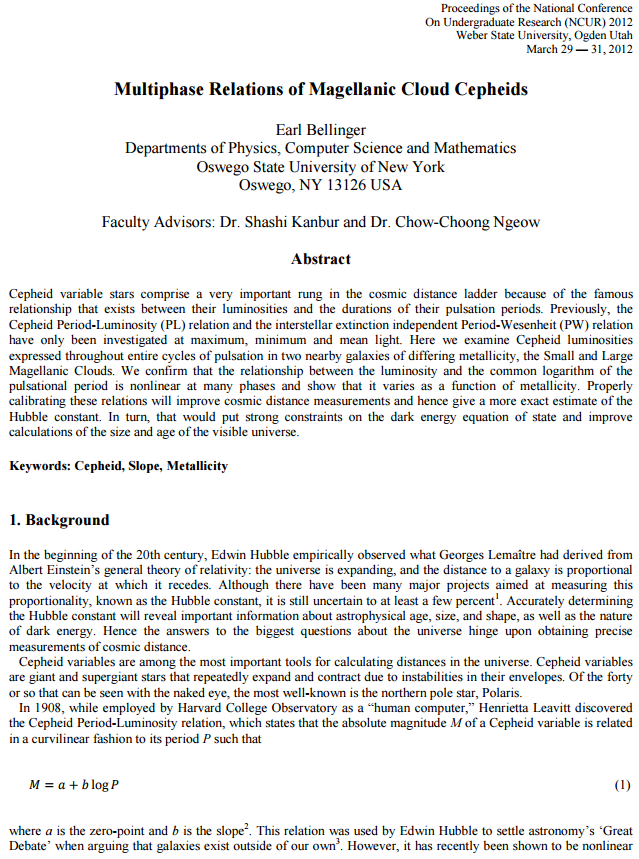 Proceedings of the National Conference
On Undergraduate Research (NCUR) 2012
Weber State University, Ogden Utah
March 29 — 31, 2012
Multiphase Relations of Magellanic Cloud Cepheids
Earl Bellinger
Departments of Physics, Computer Science and Mathematics
Oswego State University of New York
Oswego, NY 13126 USA
Faculty Advisors: Dr. Shashi Kanbur and Dr. Chow-Choong Ngeow
Abstract
Cepheid variable stars comprise a very important rung in the cosmic distance ladder because of the famous
relationship that exists between their luminosities and the durations of their pulsation periods. Previously, the
Cepheid Period-Luminosity (PL) relation and the interstellar extinction independent Period-Wesenheit (PW) relation
have only been investigated at maximum, minimum and mean light. Here we examine Cepheid luminosities
expressed throughout entire cycles of pulsation in two nearby galaxies of differing metallicity, the Small and Large
Magellanic Clouds. We confirm that the relationship between the luminosity and the common logarithm of the
pulsational period is nonlinear at many phases and show that it varies as a function of metallicity. Properly
calibrating these relations will improve cosmic distance measurements and hence give a more exact estimate of the
Hubble constant. In turn, that would put strong constraints on the dark energy equation of state and improve
calculations of the size and age of the visible universe.
Keywords: Cepheid, Slope, Metallicity
1. Background
In the beginning of the 20th century, Edwin Hubble empirically observed what Georges Lemaître had derived from
Albert Einstein's general theory of relativity: the universe is expanding, and the distance to a galaxy is proportional
to the velocity at which it recedes. Although there have been many major projects aimed at measuring this
proportionality, known as the Hubble constant, it is still uncertain to at least a few percent¹. Accurately determining
the Hubble constant will reveal important information about astrophysical age, size, and shape, as well as the nature
of dark energy. Hence the answers to the biggest questions about the universe hinge upon obtaining precise
measurements of cosmic distance.
Cepheid variables are among the most important tools for calculating distances in the universe. Cepheid variables
are giant and supergiant stars that repeatedly expand and contract due to instabilities in their envelopes. Of the forty
or so that can be seen with the naked eye, the most well-known is the northern pole star, Polaris.
In 1908, while employed by Harvard College Observatory as a “human computer,” Henrietta Leavitt discovered
the Cepheid Period-Luminosity relation, which states that the absolute magnitude M of a Cepheid variable is related
in a curvilinear fashion to its period P such that
M = a + b log P (1)
where a is the zero-point and b is the slope². This relation was used by Edwin Hubble to settle astronomy's ‘Great
Debate’ when arguing that galaxies exist outside of our own³. However, it has recently been shown to be nonlinear